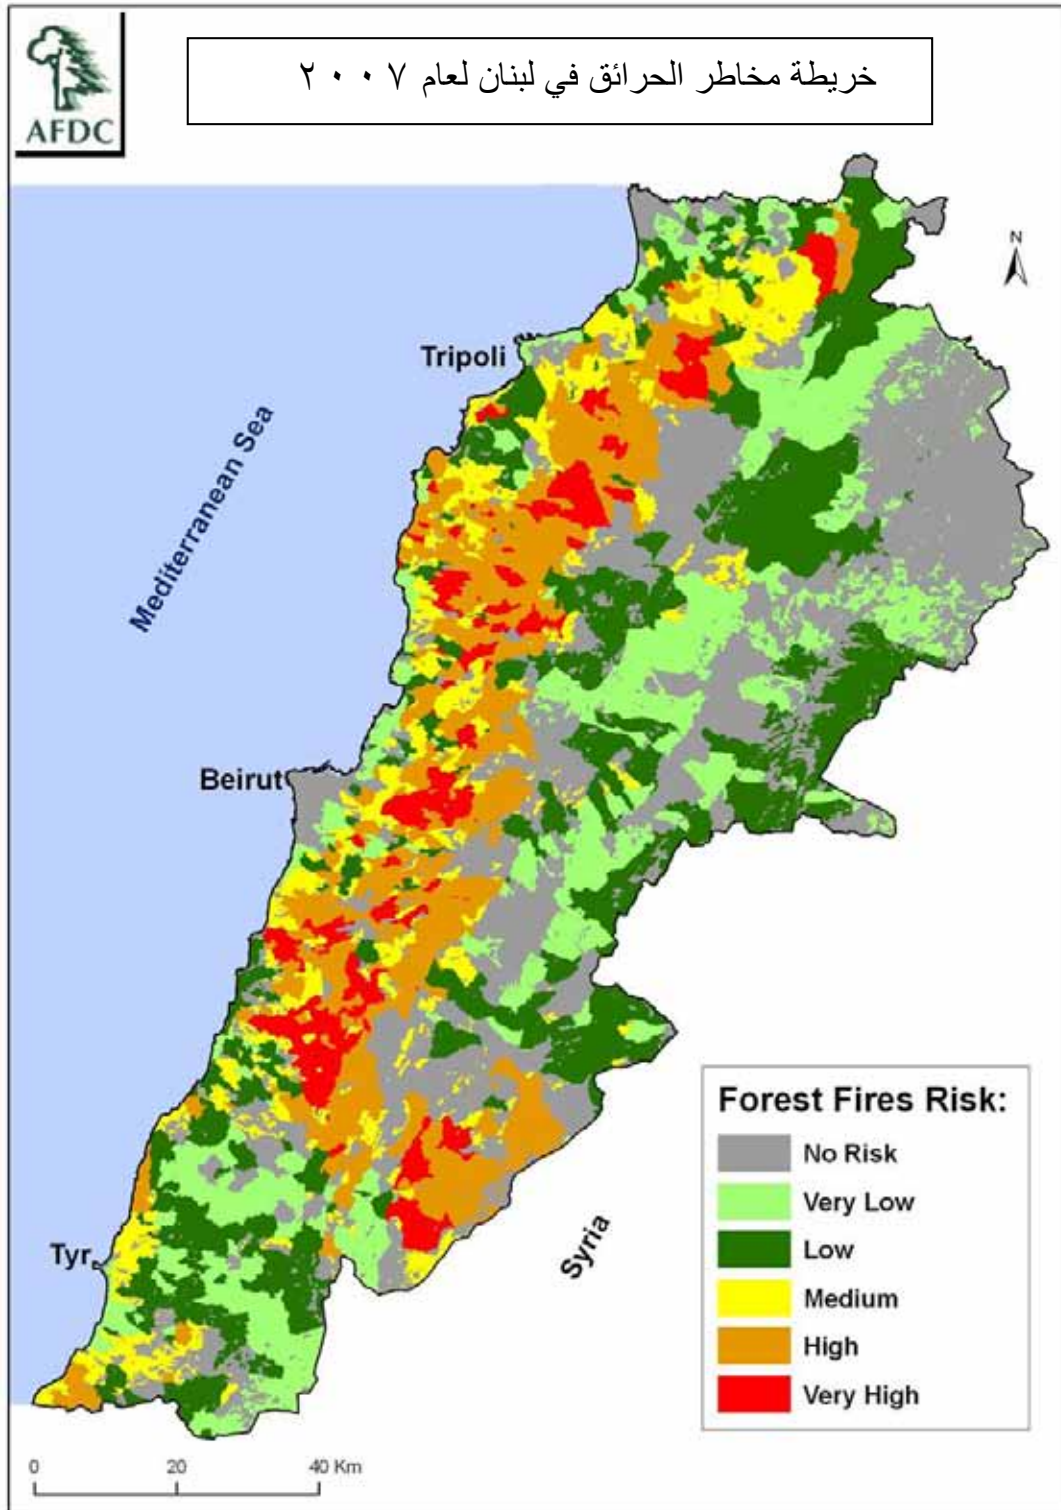 AFDC
خريطة مخاطر الحرائق في لبنان لعام ٢٠٠٧
N
Tripoli
Mediterranean Sea
Beirut
Tyr
Syria
Forest Fires Risk:
No Risk
Very Low
Low
Medium
High
Very High
0 20 40 Km